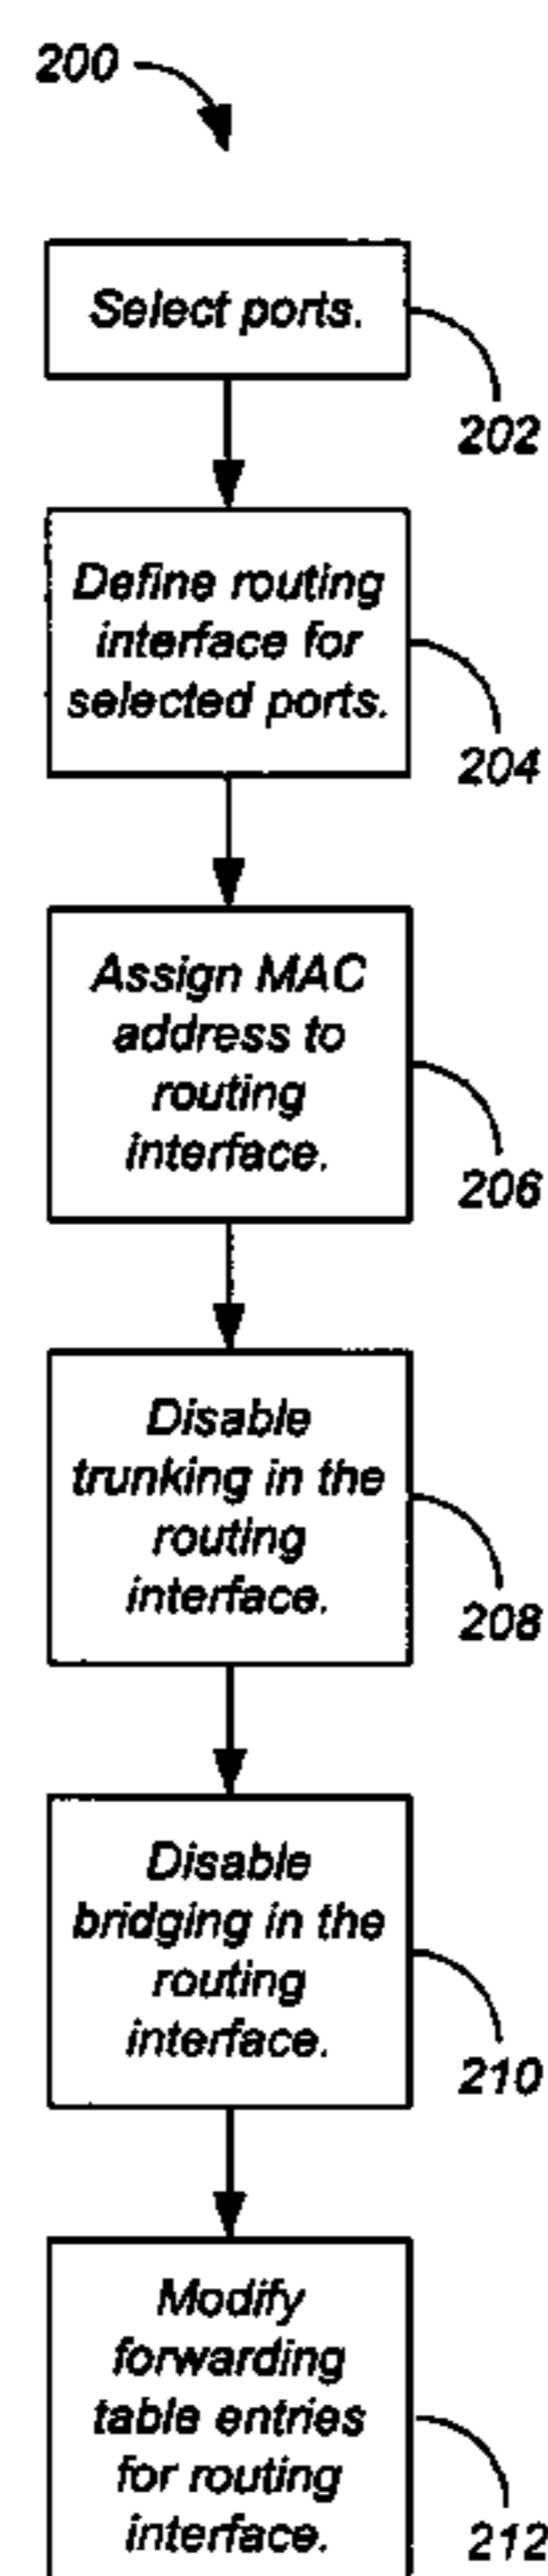 200
Select ports.
202
Define routing
interface for
selected ports.
204
Assign MAC
address to
routing
interface.
206
Disable
trunking in the
routing
interface.
208
Disable
bridging in the
routing
interface.
210
Modify
forwarding
table entries
for routing
interface.
212